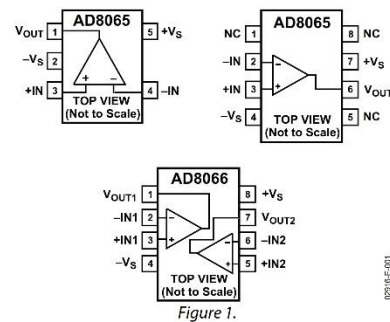 AD8065
VOUT 1
5 +VS
−VS 2
+IN 3
4 −IN
+ −
TOP VIEW
(Not to Scale)
AD8065
NC 1
8 NC
−IN 2
7 +VS
+IN 3
6 VOUT
−VS 4
5 NC
−
+
TOP VIEW
(Not to Scale)
AD8066
VOUT1 1
8 +VS
−IN1 2
7 VOUT2
+IN1 3
6 −IN2
−VS 4
5 +IN2
−
+
−
+
TOP VIEW
(Not to Scale)
02916-E-001
Figure 1.